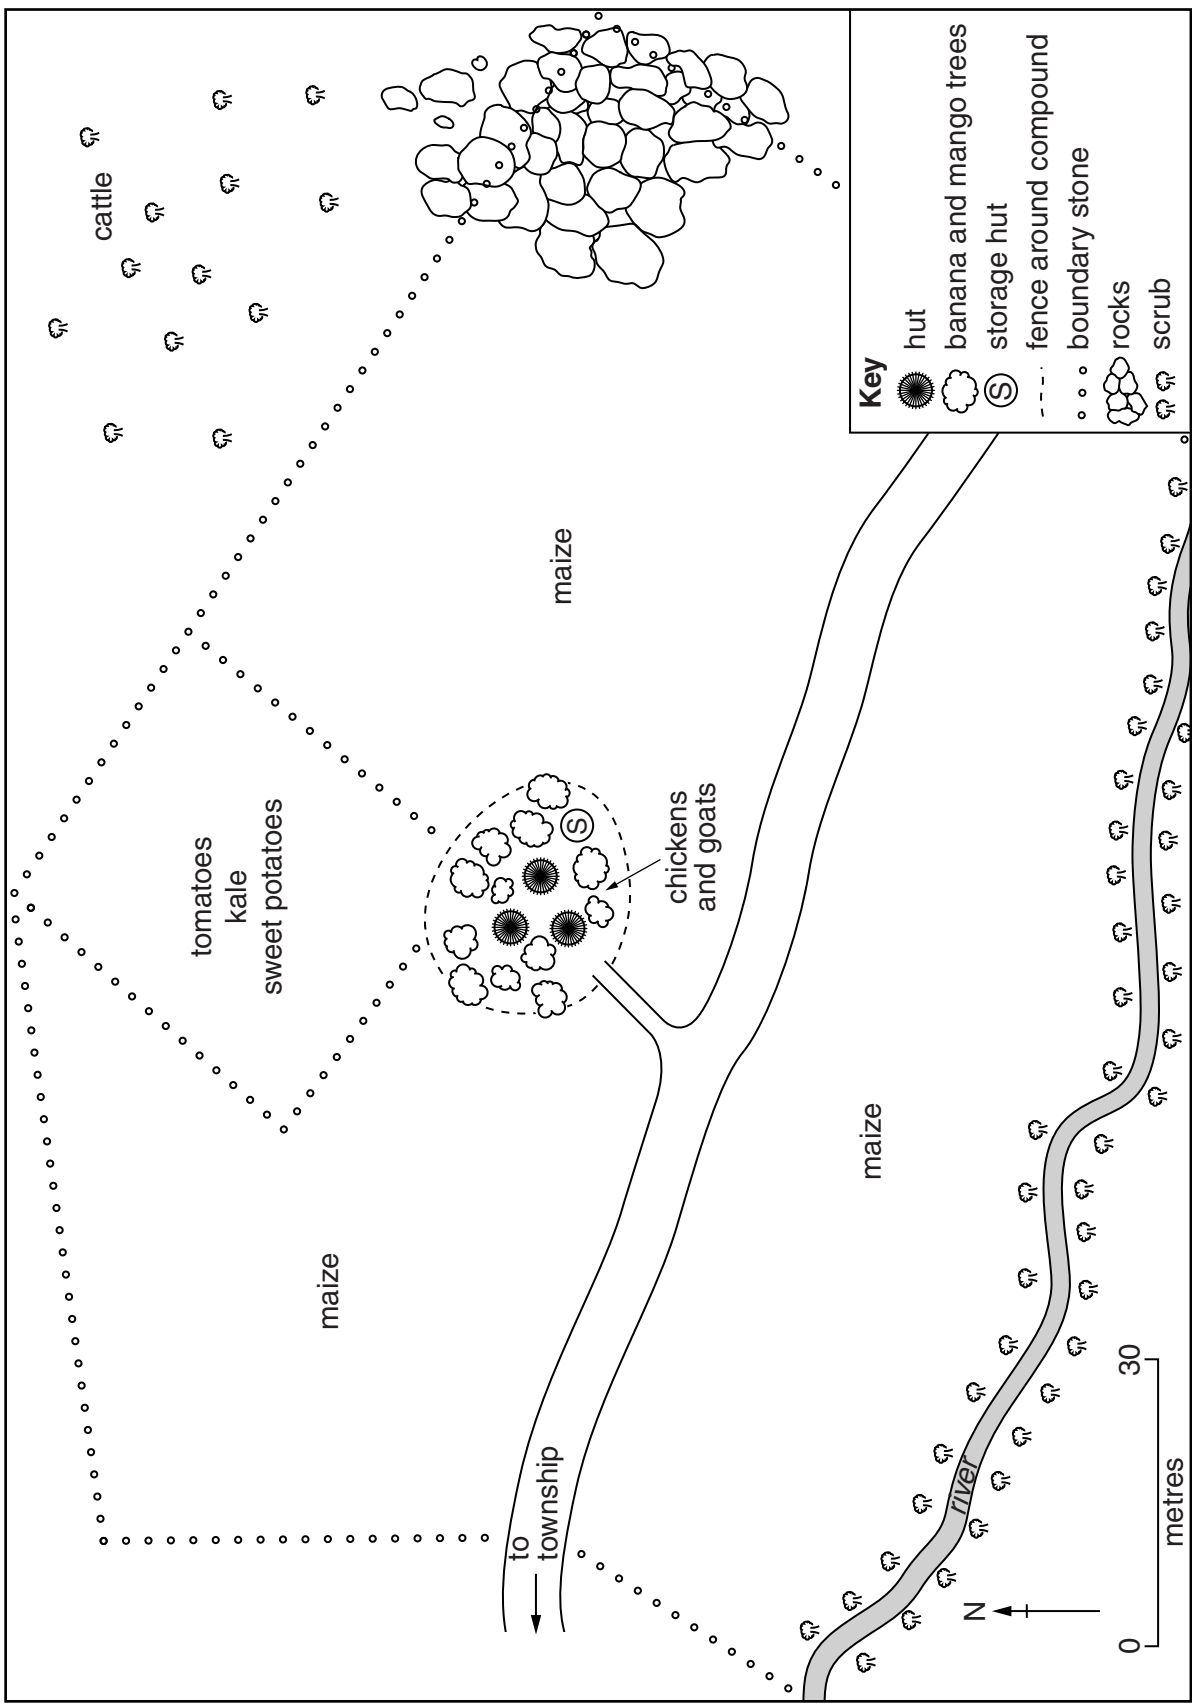 cattle
tomatoes
kale
sweet potatoes
maize
to
township
maize
S
chickens
and goats
maize
river
N
0 30
metres
Key
hut
banana and mango trees
S storage hut
fence around compound
boundary stone
rocks
scrub